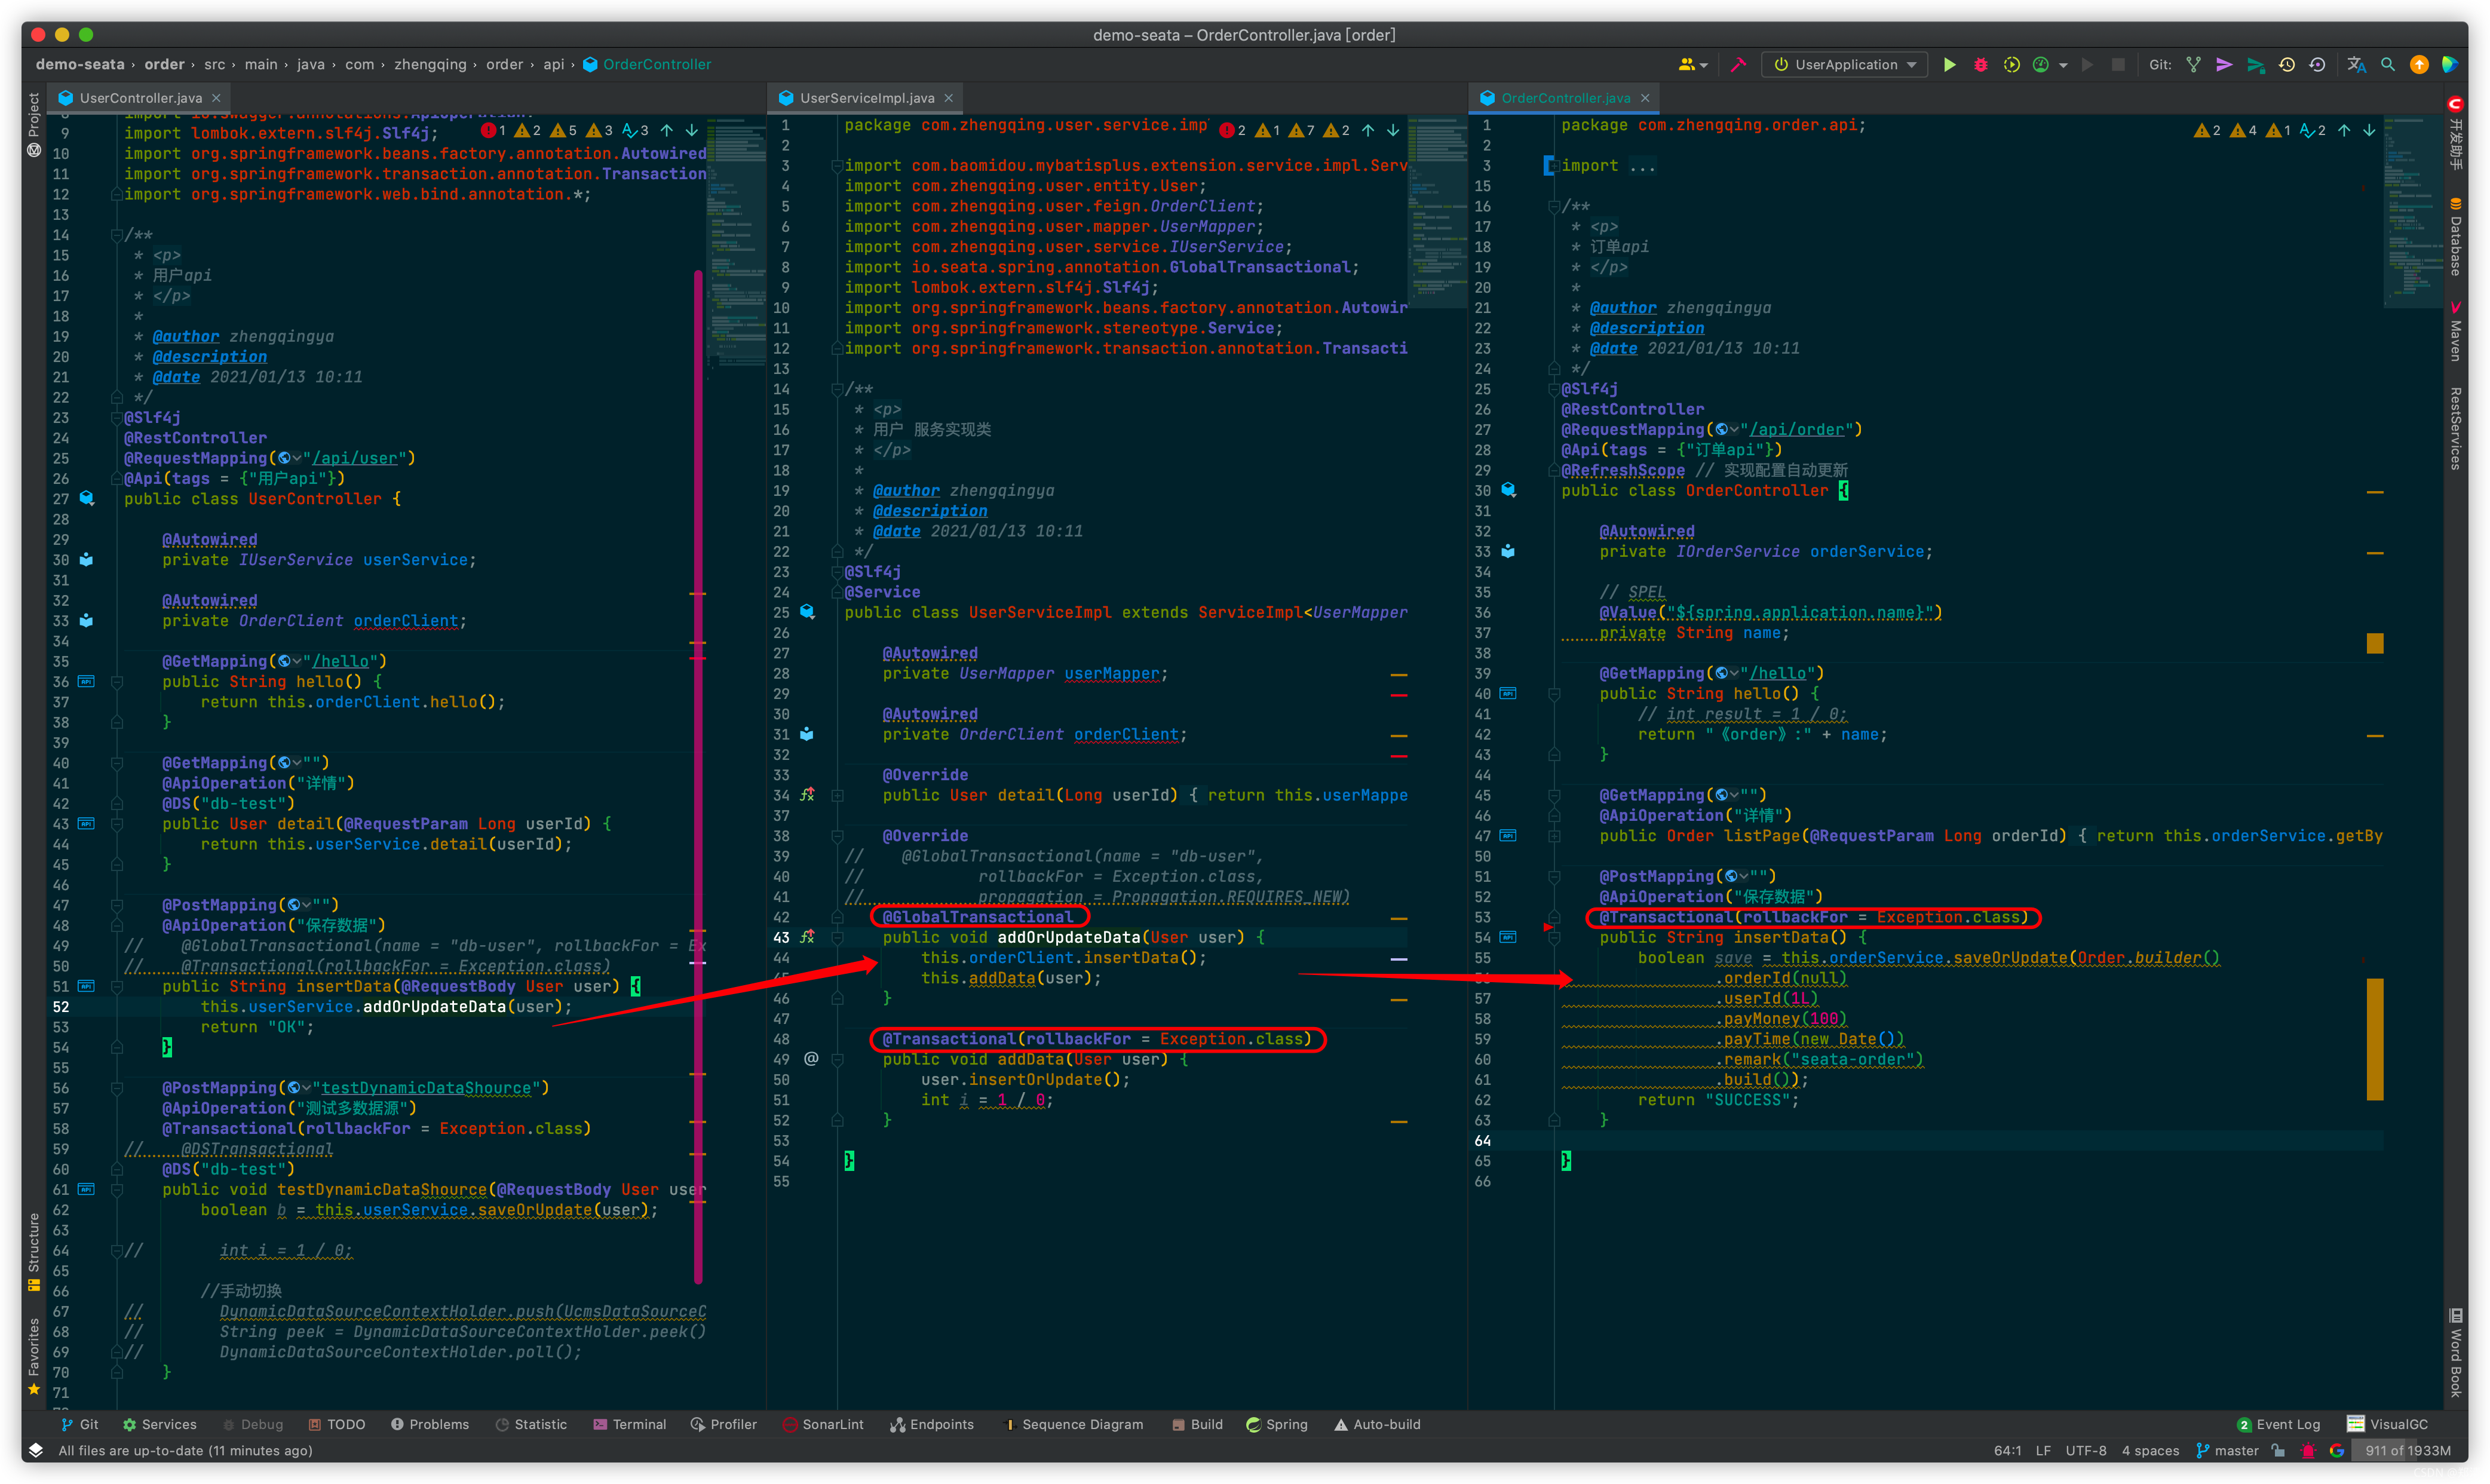 demo-seata – OrderController.java [order]
demo-seata › order › src › main › java › com › zhengqing › order › api › OrderController
UserApplication
Git:
Project
Structure
Favorites
UserController.java ×
1 2 5 3 3
9 import lombok.extern.slf4j.Slf4j;
10 import org.springframework.beans.factory.annotation.Autowired
11 import org.springframework.transaction.annotation.Transaction
12 import org.springframework.web.bind.annotation.*;
13
14 /**
15 * <p>
16 * 用户api
17 * </p>
18 *
19 * @author zhengqingya
20 * @description
21 * @date 2021/01/13 10:11
22 */
23 @Slf4j
24 @RestController
25 @RequestMapping("/api/user")
26 @Api(tags = {"用户api"})
27 public class UserController {
28
29 @Autowired
30 private IUserService userService;
31
32 @Autowired
33 private OrderClient orderClient;
34
35 @GetMapping("/hello")
36 public String hello() {
37 return this.orderClient.hello();
38 }
39
40 @GetMapping("")
41 @ApiOperation("详情")
42 @DS("db-test")
43 public User detail(@RequestParam Long userId) {
44 return this.userService.detail(userId);
45 }
46
47 @PostMapping("")
48 @ApiOperation("保存数据")
49 // @GlobalTransactional(name = "db-user", rollbackFor = Ex
50 // @Transactional(rollbackFor = Exception.class)
51 public String insertData(@RequestBody User user) {
52 this.userService.addOrUpdateData(user);
53 return "OK";
54 }
55
56 @PostMapping("testDynamicDataShource")
57 @ApiOperation("测试多数据源")
58 @Transactional(rollbackFor = Exception.class)
59 // @DSTransactional
60 @DS("db-test")
61 public void testDynamicDataShource(@RequestBody User user
62 boolean b = this.userService.saveOrUpdate(user);
63
64 // int i = 1 / 0;
65
66 //手动切换
67 // DynamicDataSourceContextHolder.push(UcmsDataSourceC
68 // String peek = DynamicDataSourceContextHolder.peek()
69 // DynamicDataSourceContextHolder.poll();
70 }
71
UserServiceImpl.java ×
2 1 7 2
1 package com.zhengqing.user.service.imp
2
3 import com.baomidou.mybatisplus.extension.service.impl.Serv
4 import com.zhengqing.user.entity.User;
5 import com.zhengqing.user.feign.OrderClient;
6 import com.zhengqing.user.mapper.UserMapper;
7 import com.zhengqing.user.service.IUserService;
8 import io.seata.spring.annotation.GlobalTransactional;
9 import lombok.extern.slf4j.Slf4j;
10 import org.springframework.beans.factory.annotation.Autowir
11 import org.springframework.stereotype.Service;
12 import org.springframework.transaction.annotation.Transacti
13
14 /**
15 * <p>
16 * 用户 服务实现类
17 * </p>
18 *
19 * @author zhengqingya
20 * @description
21 * @date 2021/01/13 10:11
22 */
23 @Slf4j
24 @Service
25 public class UserServiceImpl extends ServiceImpl<UserMapper
26
27 @Autowired
28 private UserMapper userMapper;
29
30 @Autowired
31 private OrderClient orderClient;
32
33 @Override
34 public User detail(Long userId) { return this.userMappe
37
38 @Override
39 // @GlobalTransactional(name = "db-user",
40 // rollbackFor = Exception.class,
41 // propagation = Propagation.REQUIRES_NEW)
42 @GlobalTransactional
43 public void addOrUpdateData(User user) {
44 this.orderClient.insertData();
45 this.addData(user);
46 }
47
48 @Transactional(rollbackFor = Exception.class)
49 public void addData(User user) {
50 user.insertOrUpdate();
51 int i = 1 / 0;
52 }
53
54 }
55
OrderController.java ×
2 4 1 2
1 package com.zhengqing.order.api;
2
3 import ...
15
16 /**
17 * <p>
18 * 订单api
19 * </p>
20 *
21 * @author zhengqingya
22 * @description
23 * @date 2021/01/13 10:11
24 */
25 @Slf4j
26 @RestController
27 @RequestMapping("/api/order")
28 @Api(tags = {"订单api"})
29 @RefreshScope // 实现配置自动更新
30 public class OrderController {
31
32 @Autowired
33 private IOrderService orderService;
34
35 // SPEL
36 @Value("${spring.application.name}")
37 private String name;
38
39 @GetMapping("/hello")
40 public String hello() {
41 // int result = 1 / 0;
42 return "《order》:" + name;
43 }
44
45 @GetMapping("")
46 @ApiOperation("详情")
47 public Order listPage(@RequestParam Long orderId) { return this.orderService.getBy
50
51 @PostMapping("")
52 @ApiOperation("保存数据")
53 @Transactional(rollbackFor = Exception.class)
54 public String insertData() {
55 boolean save = this.orderService.saveOrUpdate(Order.builder()
.orderId(null)
57 .userId(1L)
58 .payMoney(100)
59 .payTime(new Date())
60 .remark("seata-order")
61 .build());
62 return "SUCCESS";
63 }
64
65 }
66
开发助手
Database
Maven
RestServices
Word Book
Git Services Debug TODO Problems Statistic Terminal Profiler SonarLint Endpoints Sequence Diagram Build Spring Auto-build 2 Event Log VisualGC
All files are up-to-date (11 minutes ago) 64:1 LF UTF-8 4 spaces master 911 of 1933M